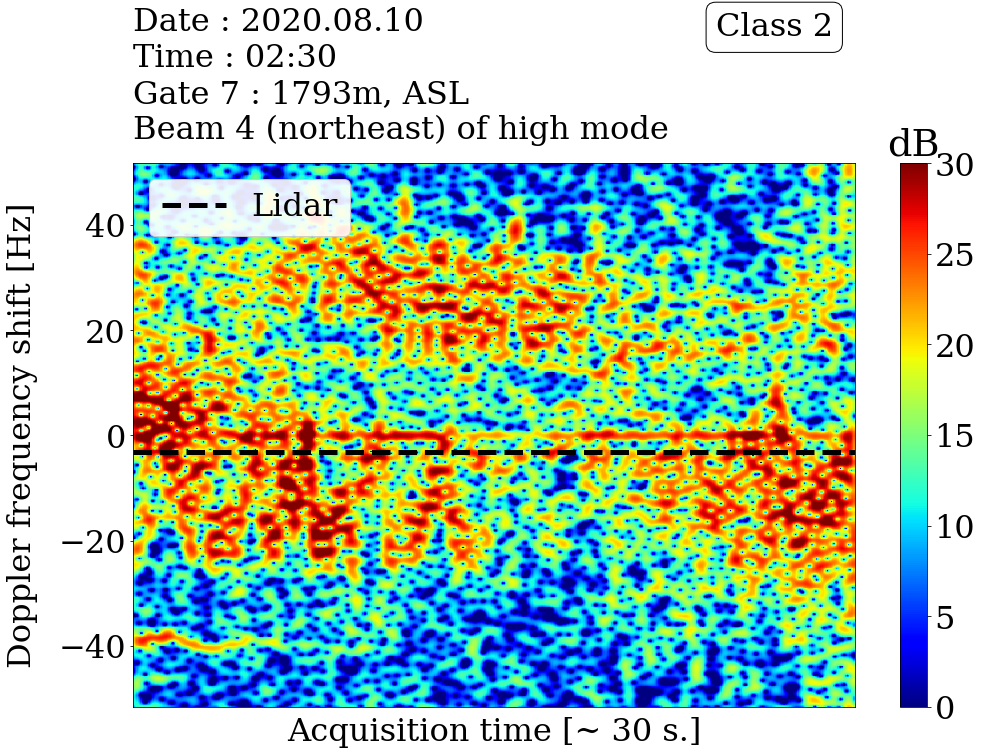 Date : 2020.08.10
Time : 02:30
Gate 7 : 1793m, ASL
Beam 4 (northeast) of high mode
Class 2
dB
Lidar
Doppler frequency shift [Hz]
40
20
0
−20
−40
Acquisition time [~ 30 s.]
30
25
20
15
10
5
0